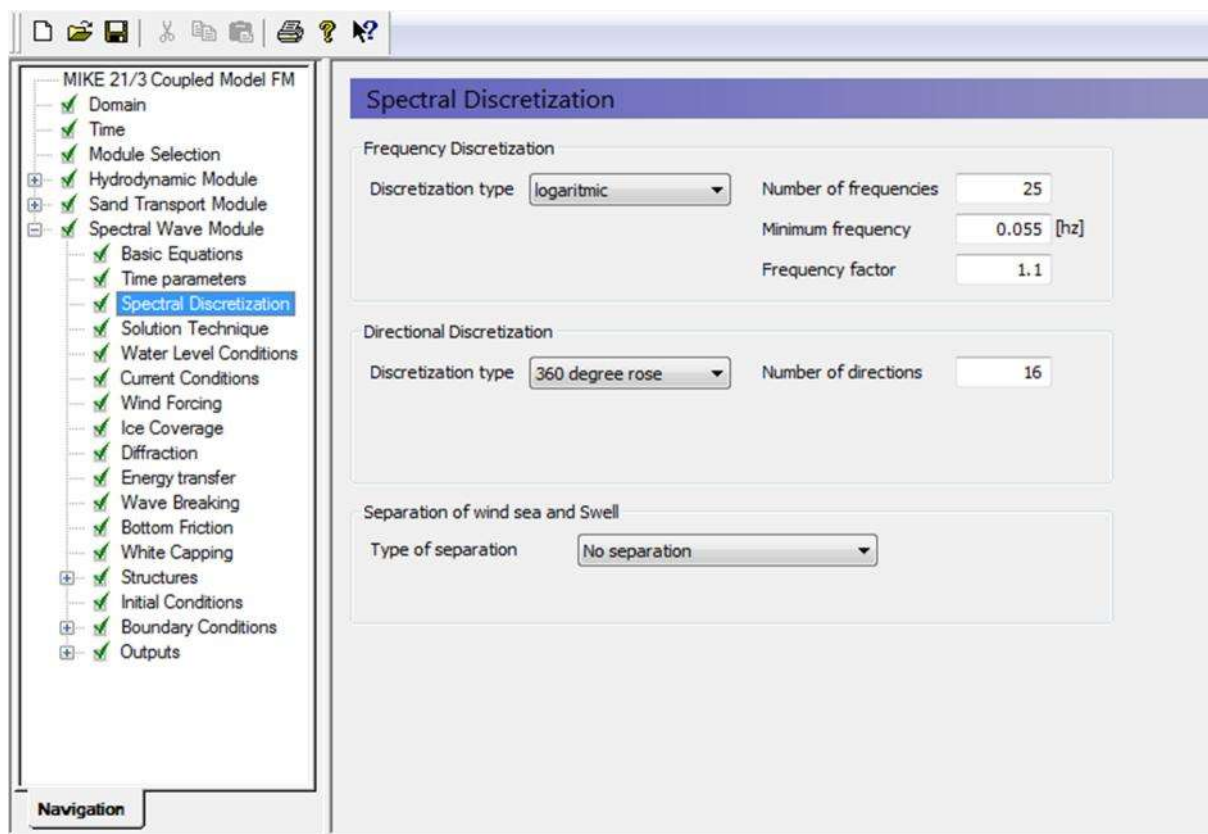 MIKE 21/3 Coupled Model FM
Domain
Time
Module Selection
Hydrodynamic Module
Sand Transport Module
Spectral Wave Module
Basic Equations
Time parameters
Spectral Discretization
Solution Technique
Water Level Conditions
Current Conditions
Wind Forcing
Ice Coverage
Diffraction
Energy transfer
Wave Breaking
Bottom Friction
White Capping
Structures
Initial Conditions
Boundary Conditions
Outputs
Navigation
Spectral Discretization
Frequency Discretization
Discretization type logaritmic Number of frequencies 25
Minimum frequency 0.055 [hz]
Frequency factor 1.1
Directional Discretization
Discretization type 360 degree rose Number of directions 16
Separation of wind sea and Swell
Type of separation No separation